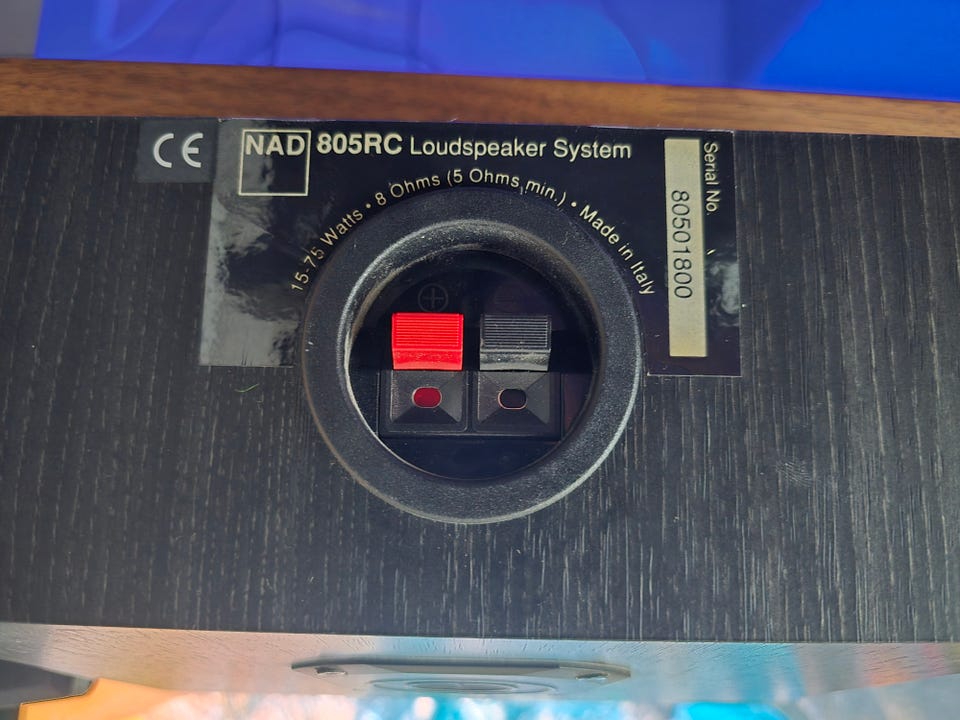 CE
NAD 805RC Loudspeaker System
15-75 Watts • 8 Ohms (5 Ohms min.) • Made in Italy
Serial No.
80501800